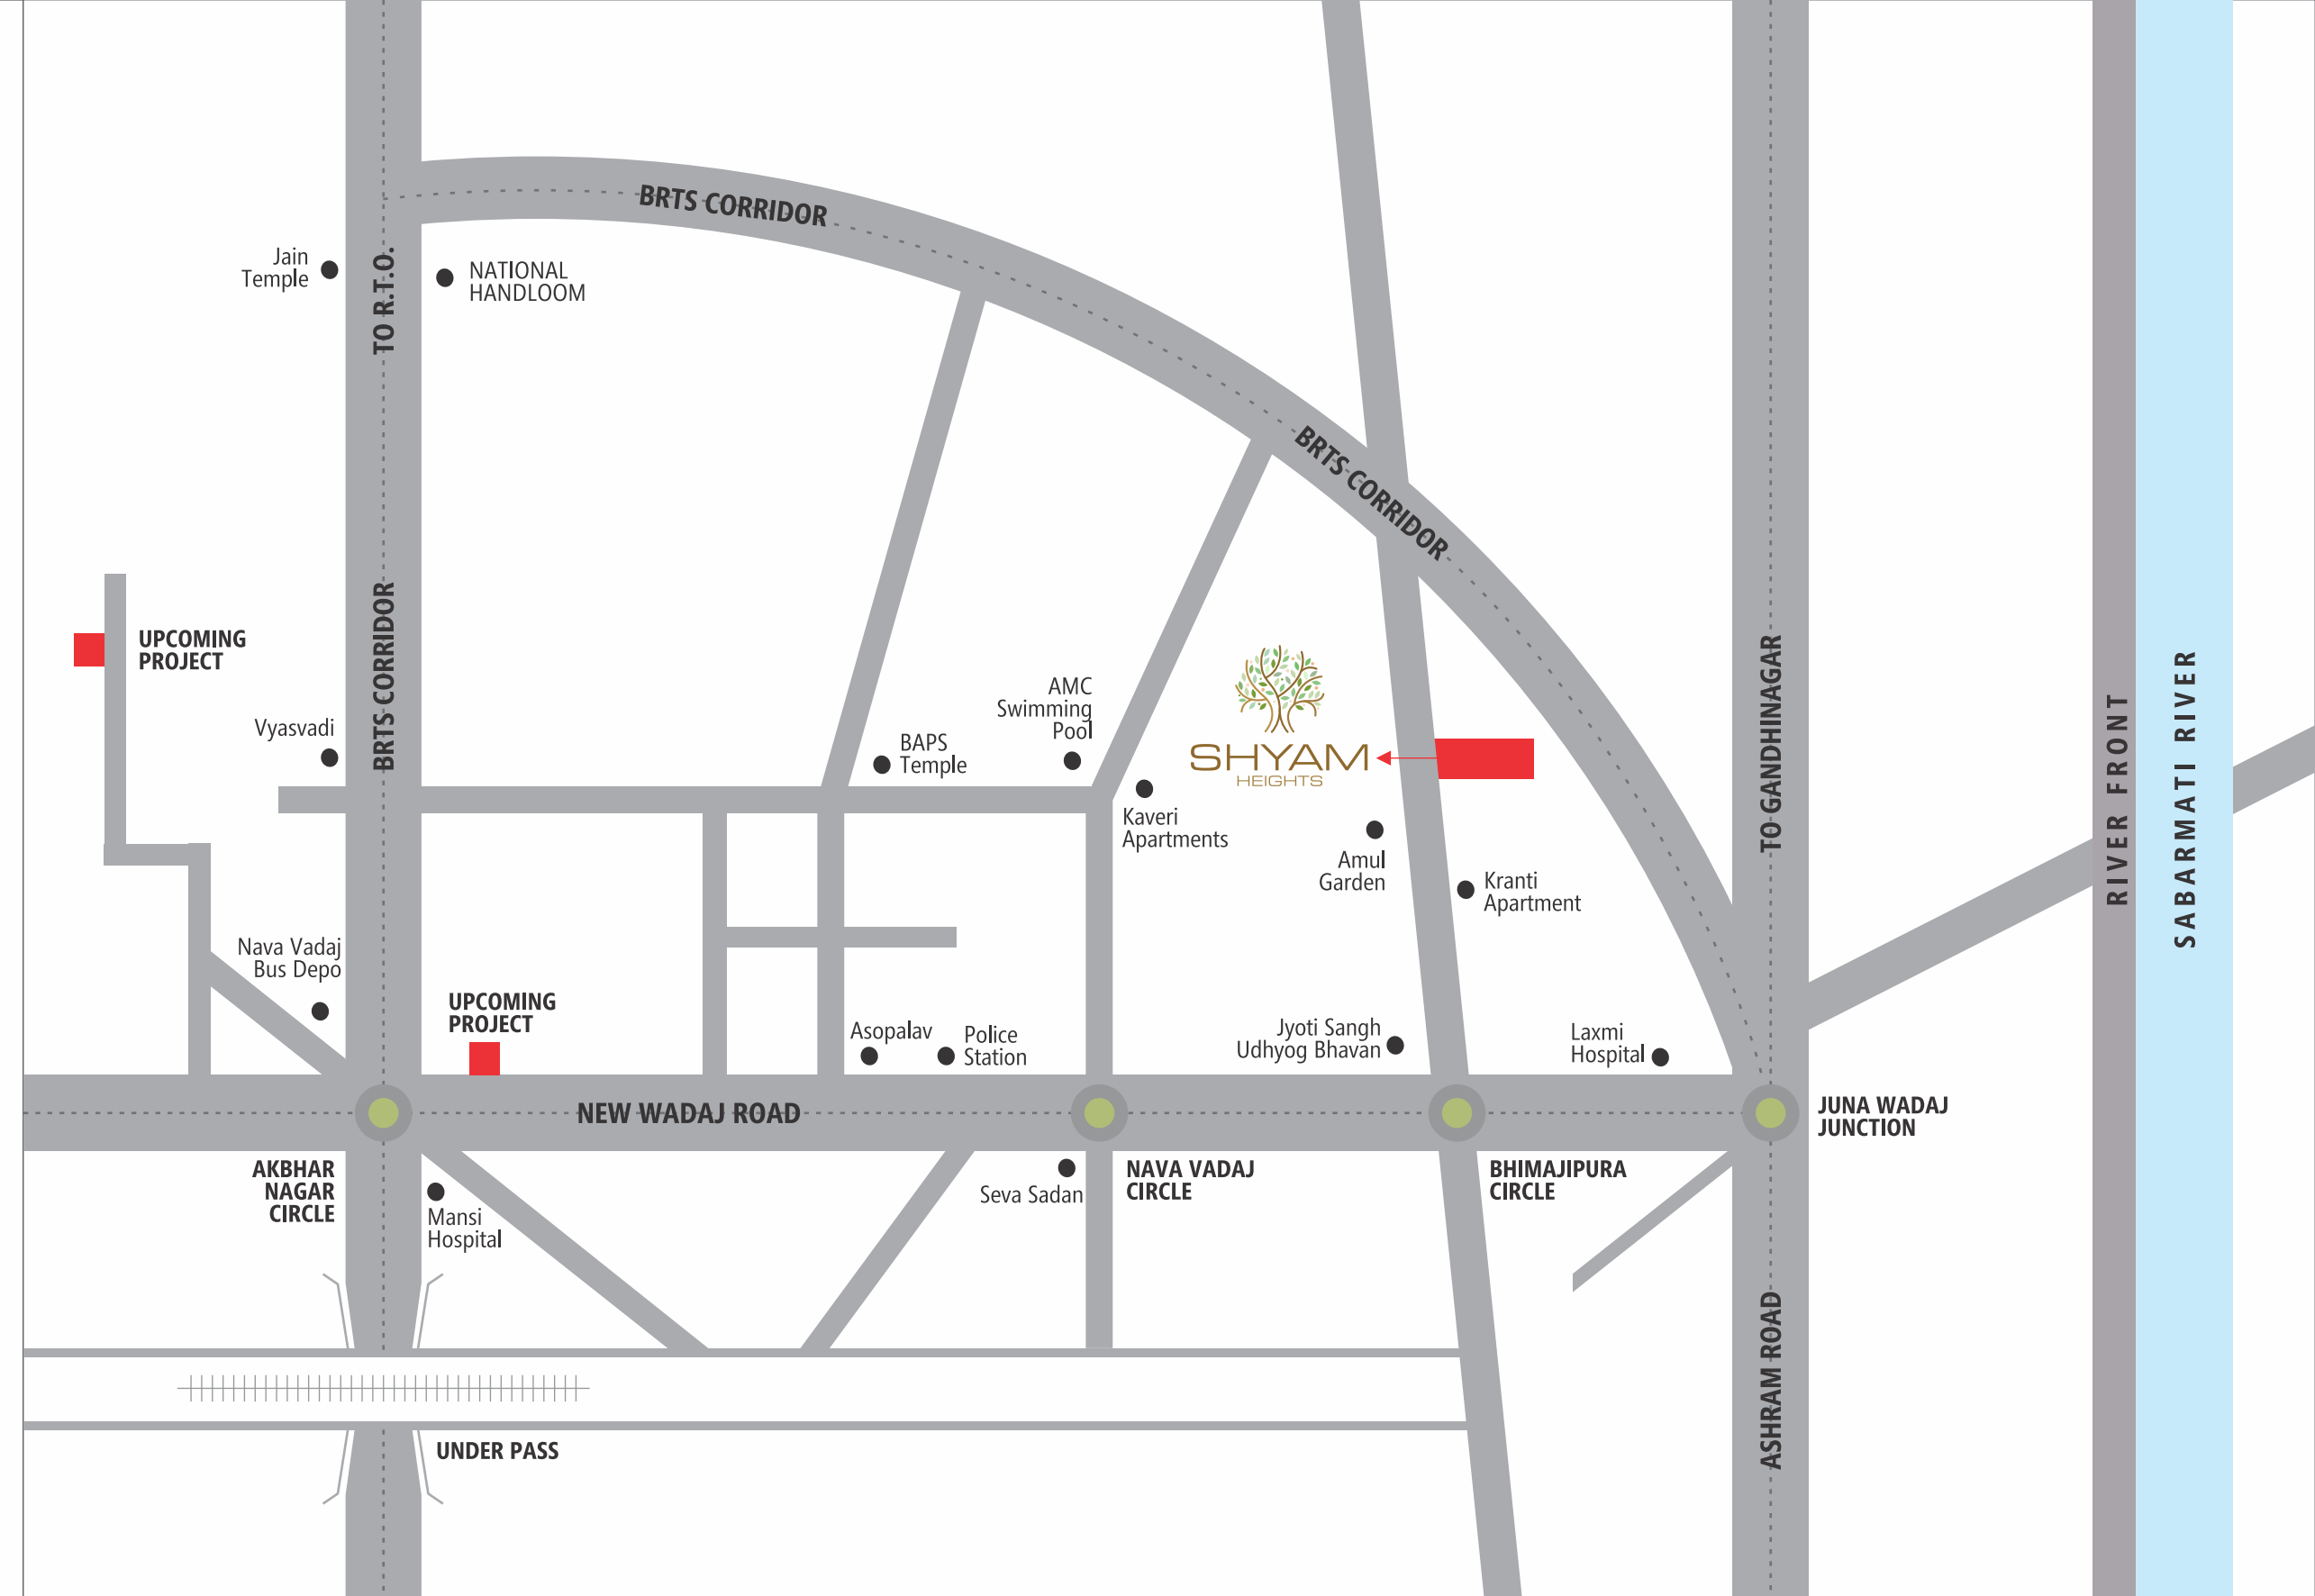 BRTS CORRIDOR
Jain
Temple
TO R.T.O.
NATIONAL
HANDLOOM
BRTS CORRIDOR
UPCOMING
PROJECT
Vyasvadi
BRTS CORRIDOR
BAPS
Temple
AMC
Swimming
Pool
SHYAM
HEIGHTS
Kaveri
Apartments
Amul
Garden
Kranti
Apartment
TO GANDHINAGAR
RIVER FRONT
SABARMATI RIVER
Nava Vadaj
Bus Depo
UPCOMING
PROJECT
Asopalav
Police
Station
Jyoti Sangh
Udhyog Bhavan
Laxmi
Hospital
NEW WADAJ ROAD
JUNA WADAJ
JUNCTION
AKBHAR
NAGAR
CIRCLE
Mansi
Hospital
Seva Sadan
NAVA VADAJ
CIRCLE
BHIMAJIPURA
CIRCLE
ASHRAM ROAD
UNDER PASS